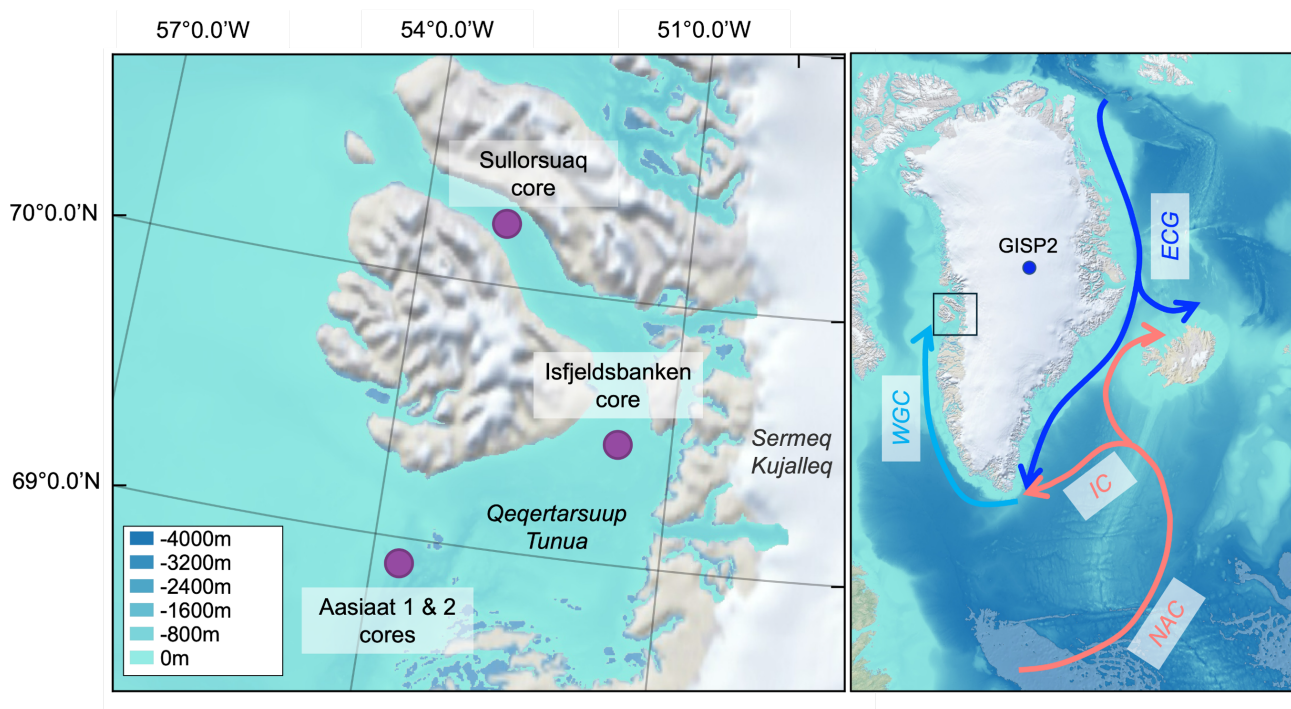 57°0.0’W
54°0.0’W
51°0.0’W
70°0.0’N
69°0.0’N
Sullorsuaq
core
Isfjeldsbanken
core
Sermeq
Kujalleq
Qeqertarsuup
Tunua
Aasiaat 1 & 2
cores
-4000m
-3200m
-2400m
-1600m
-800m
0m
GISP2
ECG
WGC
IC
NAC